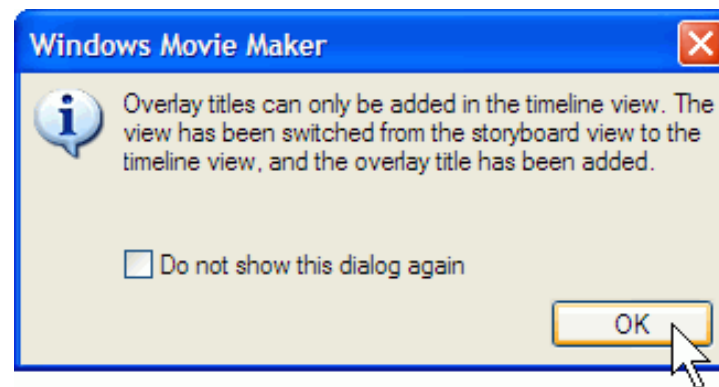 Windows Movie Maker
Overlay titles can only be added in the timeline view. The
view has been switched from the storyboard view to the
timeline view, and the overlay title has been added.
Do not show this dialog again
OK